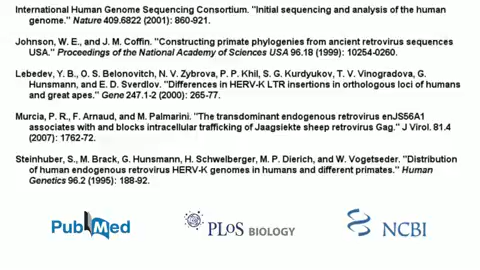 International Human Genome Sequencing Consortium. "Initial sequencing and analysis of the human
genome." Nature 409.6822 (2001): 860-921.
Johnson, W. E., and J. M. Coffin. "Constructing primate phylogenies from ancient retrovirus sequences
USA." Proceedings of the National Academy of Sciences USA 96.18 (1999): 10254-0260.
Lebedev, Y. B., O. S. Belonovitch, N. V. Zybrova, P. P. Khil, S. G. Kurdyukov, T. V. Vinogradova, G.
Hunsmann, and E. D. Sverdlov. "Differences in HERV-K LTR insertions in orthologous loci of humans
and great apes." Gene 247.1-2 (2000): 265-77.
Murcia, P. R., F. Arnaud, and M. Palmarini. "The transdominant endogenous retrovirus enJS56A1
associates with and blocks intracellular trafficking of Jaagsiekte sheep retrovirus Gag." J Virol. 81.4
(2007): 1762-72.
Steinhuber, S., M. Brack, G. Hunsmann, H. Schwelberger, M. P. Dierich, and W. Vogetseder. "Distribution
of human endogenous retrovirus HERV-K genomes in humans and different primates." Human
Genetics 96.2 (1995): 188-92.
PubMed
PLoS BIOLOGY
NCBI